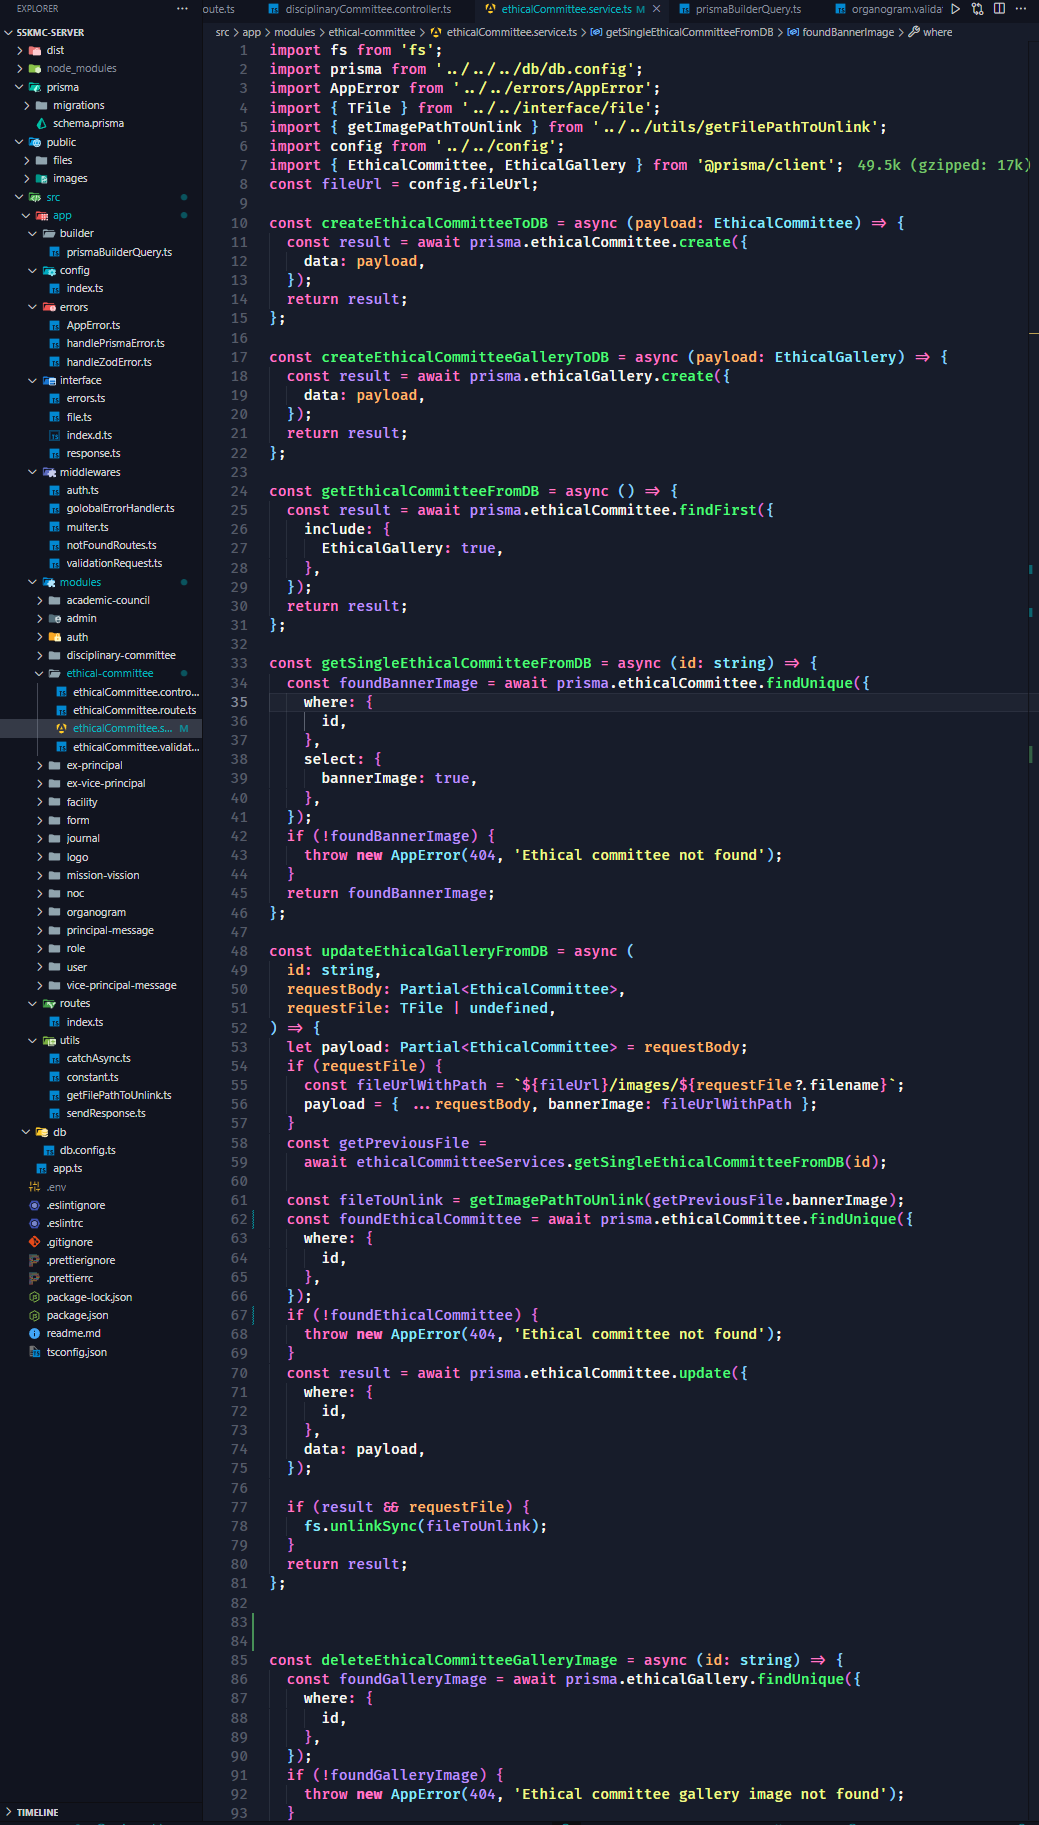 EXPLORER
SSKMC-SERVER
dist
node_modules
prisma
migrations
schema.prisma
public
files
images
src
app
builder
prismaBuilderQuery.ts
config
index.ts
errors
AppError.ts
handlePrismaError.ts
handleZodError.ts
interface
errors.ts
file.ts
index.d.ts
response.ts
middlewares
auth.ts
golobalErrorHandler.ts
multer.ts
notFoundRoutes.ts
validationRequest.ts
modules
academic-council
admin
auth
disciplinary-committee
ethical-committee
ethicalCommittee.contro...
ethicalCommittee.route.ts
ethicalCommittee.s... M
ethicalCommittee.validat...
ex-principal
ex-vice-principal
facility
form
journal
logo
mission-vission
noc
organogram
principal-message
role
user
vice-principal-message
routes
index.ts
utils
catchAsync.ts
constant.ts
getFilePathToUnlink.ts
sendResponse.ts
db
db.config.ts
app.ts
.env
.eslintignore
.eslintrc
.gitignore
.prettierignore
.prettierrc
package-lock.json
package.json
readme.md
tsconfig.json
TIMELINE
oute.ts disciplinaryCommittee.controller.ts ethicalCommittee.service.ts M prismaBuilderQuery.ts organogram.valida
src > app > modules > ethical-committee > ethicalCommittee.service.ts > getSingleEthicalCommitteeFromDB > foundBannerImage > where
1 import fs from 'fs';
2 import prisma from '../../../db/db.config';
3 import AppError from '../../errors/AppError';
4 import { TFile } from '../../interface/file';
5 import { getImagePathToUnlink } from '../../utils/getFilePathToUnlink';
6 import config from '../../config';
7 import { EthicalCommittee, EthicalGallery } from '@prisma/client'; 49.5k (gzipped: 17k)
8 const fileUrl = config.fileUrl;
9
10 const createEthicalCommitteeToDB = async (payload: EthicalCommittee) => {
11   const result = await prisma.ethicalCommittee.create({
12     data: payload,
13   });
14   return result;
15 };
16
17 const createEthicalCommitteeGalleryToDB = async (payload: EthicalGallery) => {
18   const result = await prisma.ethicalGallery.create({
19     data: payload,
20   });
21   return result;
22 };
23
24 const getEthicalCommitteeFromDB = async () => {
25   const result = await prisma.ethicalCommittee.findFirst({
26     include: {
27       EthicalGallery: true,
28     },
29   });
30   return result;
31 };
32
33 const getSingleEthicalCommitteeFromDB = async (id: string) => {
34   const foundBannerImage = await prisma.ethicalCommittee.findUnique({
35     where: {
36       id,
37     },
38     select: {
39       bannerImage: true,
40     },
41   });
42   if (!foundBannerImage) {
43     throw new AppError(404, 'Ethical committee not found');
44   }
45   return foundBannerImage;
46 };
47
48 const updateEthicalGalleryFromDB = async (
49   id: string,
50   requestBody: Partial<EthicalCommittee>,
51   requestFile: TFile | undefined,
52 ) => {
53   let payload: Partial<EthicalCommittee> = requestBody;
54   if (requestFile) {
55     const fileUrlWithPath = `${fileUrl}/images/${requestFile?.filename}`;
56     payload = { ...requestBody, bannerImage: fileUrlWithPath };
57   }
58   const getPreviousFile =
59     await ethicalCommitteeServices.getSingleEthicalCommitteeFromDB(id);
60
61   const fileToUnlink = getImagePathToUnlink(getPreviousFile.bannerImage);
62   const foundEthicalCommittee = await prisma.ethicalCommittee.findUnique({
63     where: {
64       id,
65     },
66   });
67   if (!foundEthicalCommittee) {
68     throw new AppError(404, 'Ethical committee not found');
69   }
70   const result = await prisma.ethicalCommittee.update({
71     where: {
72       id,
73     },
74     data: payload,
75   });
76
77   if (result && requestFile) {
78     fs.unlinkSync(fileToUnlink);
79   }
80   return result;
81 };
82
83
84
85 const deleteEthicalCommitteeGalleryImage = async (id: string) => {
86   const foundGalleryImage = await prisma.ethicalGallery.findUnique({
87     where: {
88       id,
89     },
90   });
91   if (!foundGalleryImage) {
92     throw new AppError(404, 'Ethical committee gallery image not found');
93   }